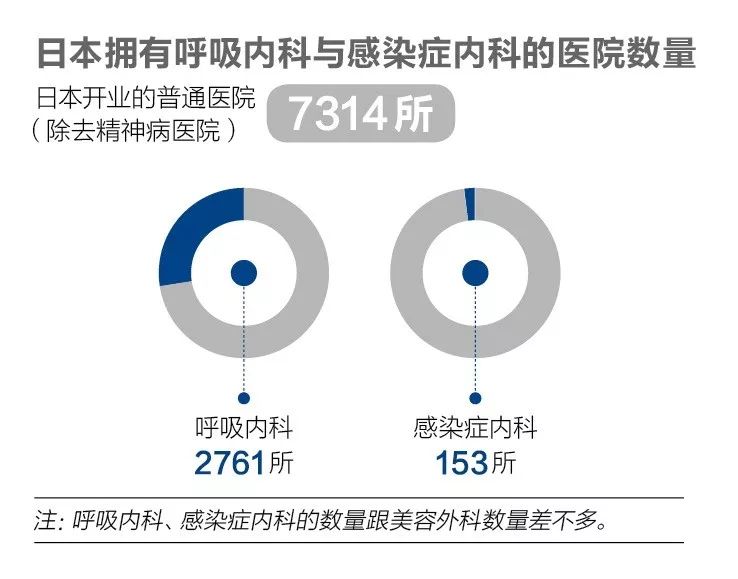 日本拥有呼吸内科与感染症内科的医院数量
日本开业的普通医院
（除去精神病医院）
7314所
呼吸内科
2761所
感染症内科
153所
注：呼吸内科、感染症内科的数量跟美容外科数量差不多。